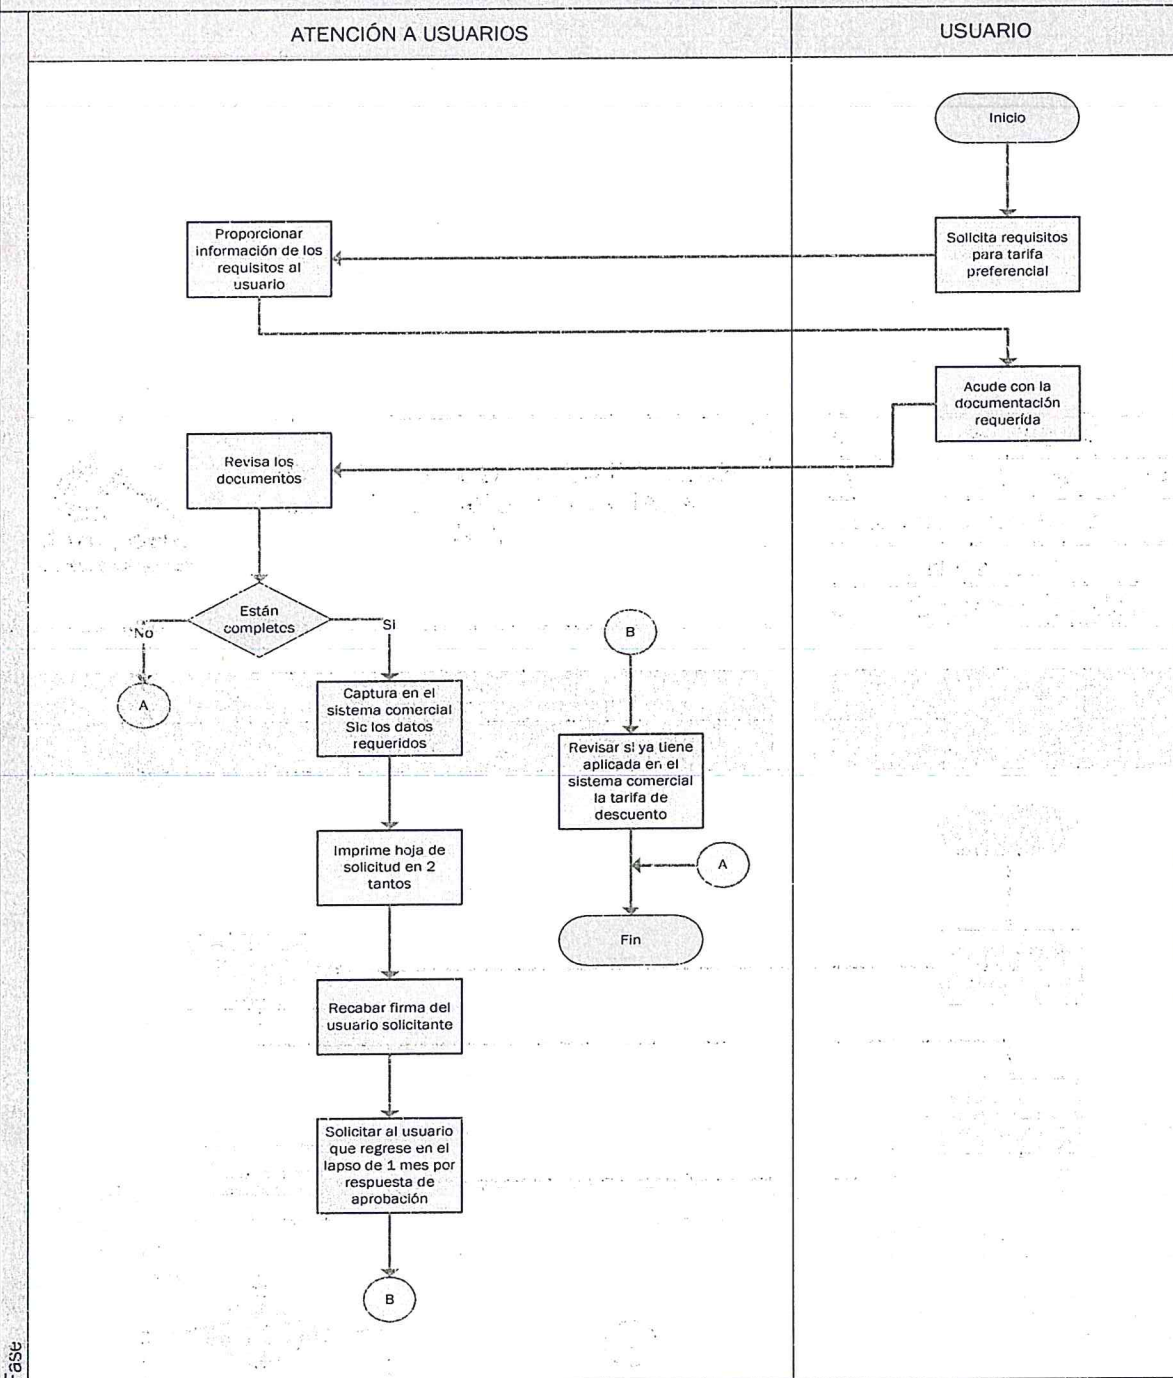 ATENCIÓN A USUARIOS
USUARIO
Inicio
Solicita requisitos
para tarifa
preferencial
Proporcionar
información de los
requisitos al
usuario
Acude con la
documentación
requerida
Revisa los
documentos
Están
completos
No
Si
A
Captura en el
sistema comercial
Sic los datos
requeridos
Imprime hoja de
solicitud en 2
tantos
Recabar firma del
usuario solicitante
Solicitar al usuario
que regrese en el
lapso de 1 mes por
respuesta de
aprobación
B
B
Revisar si ya tiene
aplicada en el
sistema comercial
la tarifa de
descuento
A
Fin
Fase